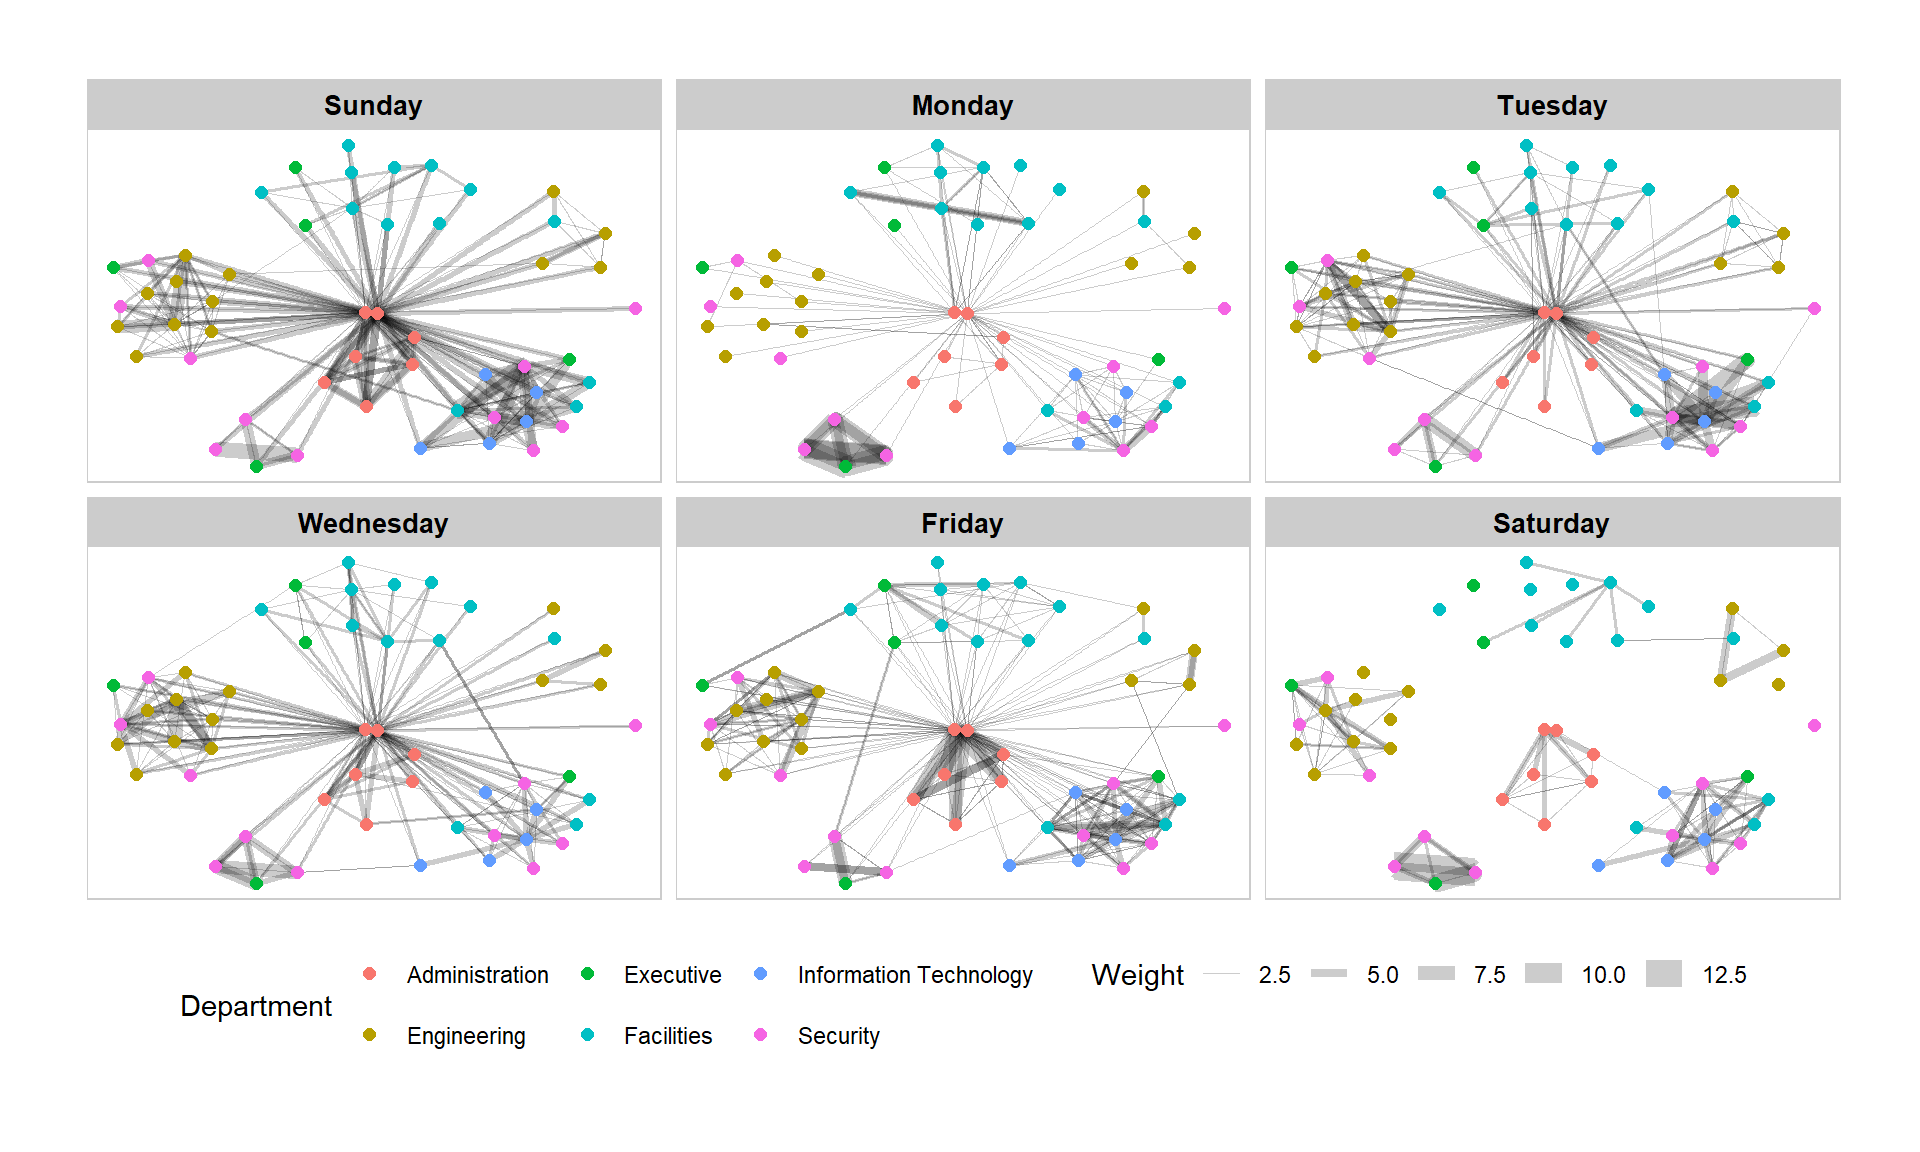 Sunday
Monday
Tuesday
Wednesday
Friday
Saturday
Department
Administration
Executive
Information Technology
Engineering
Facilities
Security
Weight
2.5
5.0
7.5
10.0
12.5